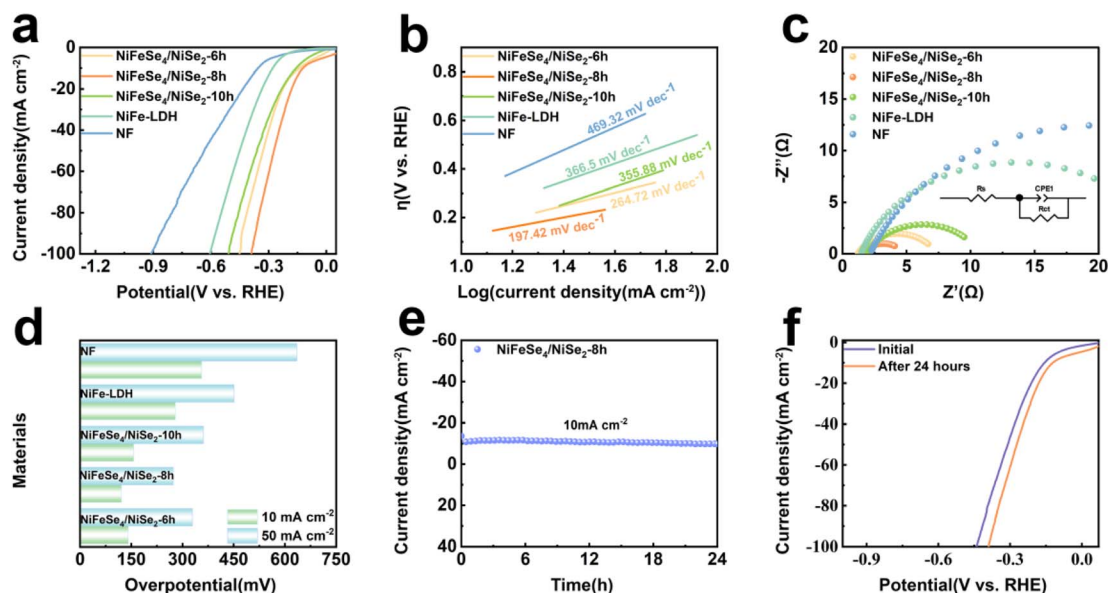 a
NiFeSe₄/NiSe₂-6h
NiFeSe₄/NiSe₂-8h
NiFeSe₄/NiSe₂-10h
NiFe-LDH
NF
Current density(mA cm⁻²)
0
-20
-40
-60
-80
-100
-1.2
-0.9
-0.6
-0.3
0.0
Potential(V vs. RHE)
b
NiFeSe₄/NiSe₂-6h
NiFeSe₄/NiSe₂-8h
NiFeSe₄/NiSe₂-10h
NiFe-LDH
NF
η(V vs. RHE)
0.8
0.6
0.4
0.2
469.32 mV dec⁻¹
366.5 mV dec⁻¹
355.88 mV dec⁻¹
264.72 mV dec⁻¹
197.42 mV dec⁻¹
1.0
1.2
1.4
1.6
1.8
2.0
Log(current density(mA cm⁻²))
c
NiFeSe₄/NiSe₂-6h
NiFeSe₄/NiSe₂-8h
NiFeSe₄/NiSe₂-10h
NiFe-LDH
NF
-Z''(Ω)
20
15
10
5
0
Rs
CPE1
Rct
0
5
10
15
20
Z'(Ω)
d
Materials
NF
NiFe-LDH
NiFeSe₄/NiSe₂-10h
NiFeSe₄/NiSe₂-8h
NiFeSe₄/NiSe₂-6h
10 mA cm⁻²
50 mA cm⁻²
0
150
300
450
600
750
Overpotential(mV)
e
NiFeSe₄/NiSe₂-8h
Current density(mA cm⁻²)
-60
-40
-20
0
20
40
10mA cm⁻²
0
6
12
18
24
Time(h)
f
Initial
After 24 hours
Current density(mA cm⁻²)
0
-20
-40
-60
-80
-100
-0.9
-0.6
-0.3
0.0
Potential(V vs. RHE)